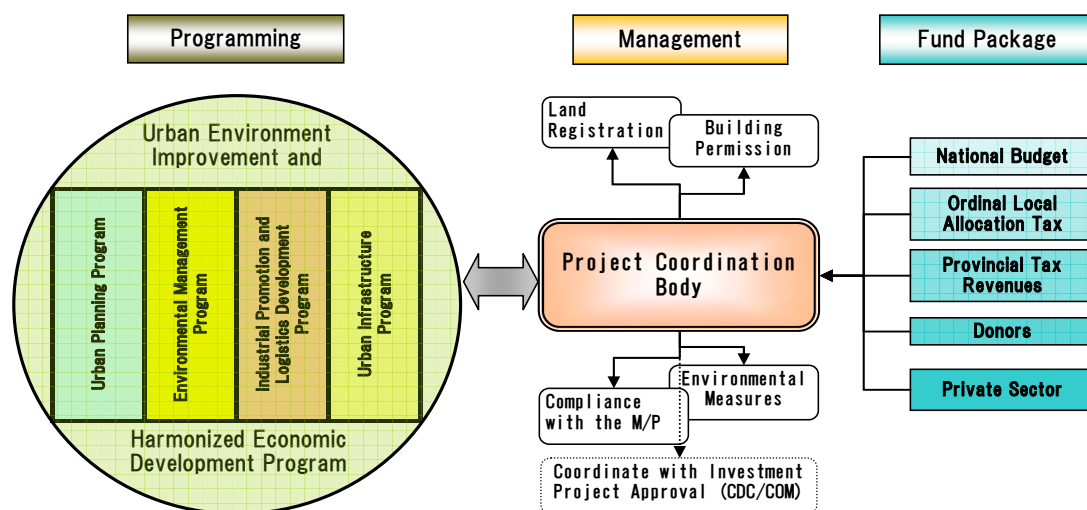 Programming
Management
Fund Package
Urban Environment
Improvement and
Urban Planning Program
Environmental Management
Program
Industrial Promotion and
Logistics Development
Program
Urban Infrastructure
Program
Harmonized Economic
Development Program
Land
Registration
Building
Permission
Project Coordination
Body
Compliance
with the M/P
Environmental
Measures
Coordinate with Investment
Project Approval (CDC/COM)
National Budget
Ordinal Local
Allocation Tax
Provincial Tax
Revenues
Donors
Private Sector